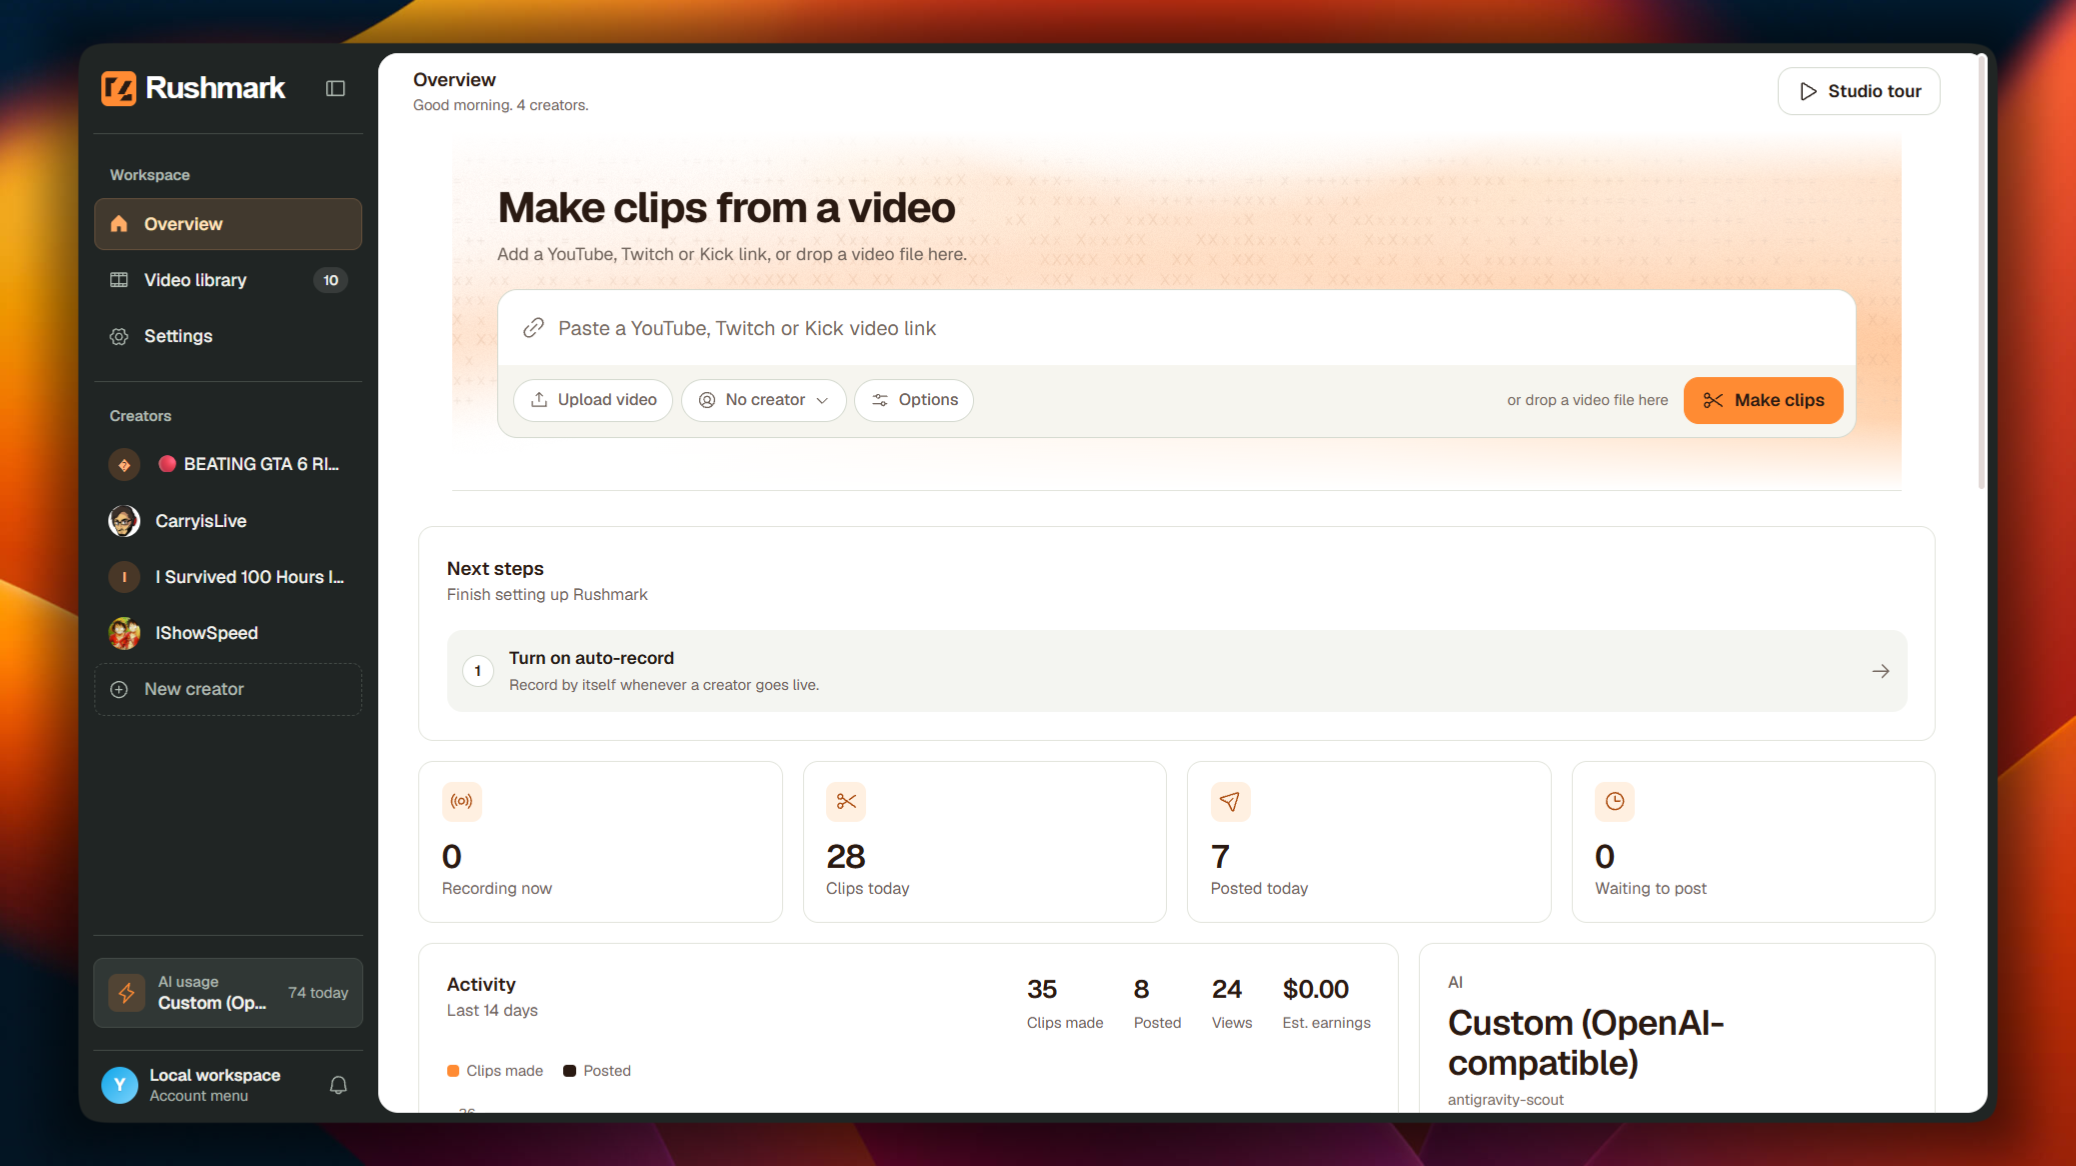 Rushmark
Workspace
Overview
Video library 10
Settings
Creators
BEATING GTA 6 RI...
CarryisLive
I I Survived 100 Hours I...
IShowSpeed
New creator
AI usage
Custom (Op... 74 today
Y Local workspace
Account menu
Overview
Good morning. 4 creators.
Studio tour
Make clips from a video
Add a YouTube, Twitch or Kick link, or drop a video file here.
Paste a YouTube, Twitch or Kick video link
Upload video No creator Options or drop a video file here Make clips
Next steps
Finish setting up Rushmark
1 Turn on auto-record
Record by itself whenever a creator goes live.
0
Recording now
28
Clips today
7
Posted today
0
Waiting to post
Activity
Last 14 days
35 8 24 $0.00
Clips made Posted Views Est. earnings
Clips made Posted
AI
Custom (OpenAI-
compatible)
antigravity-scout